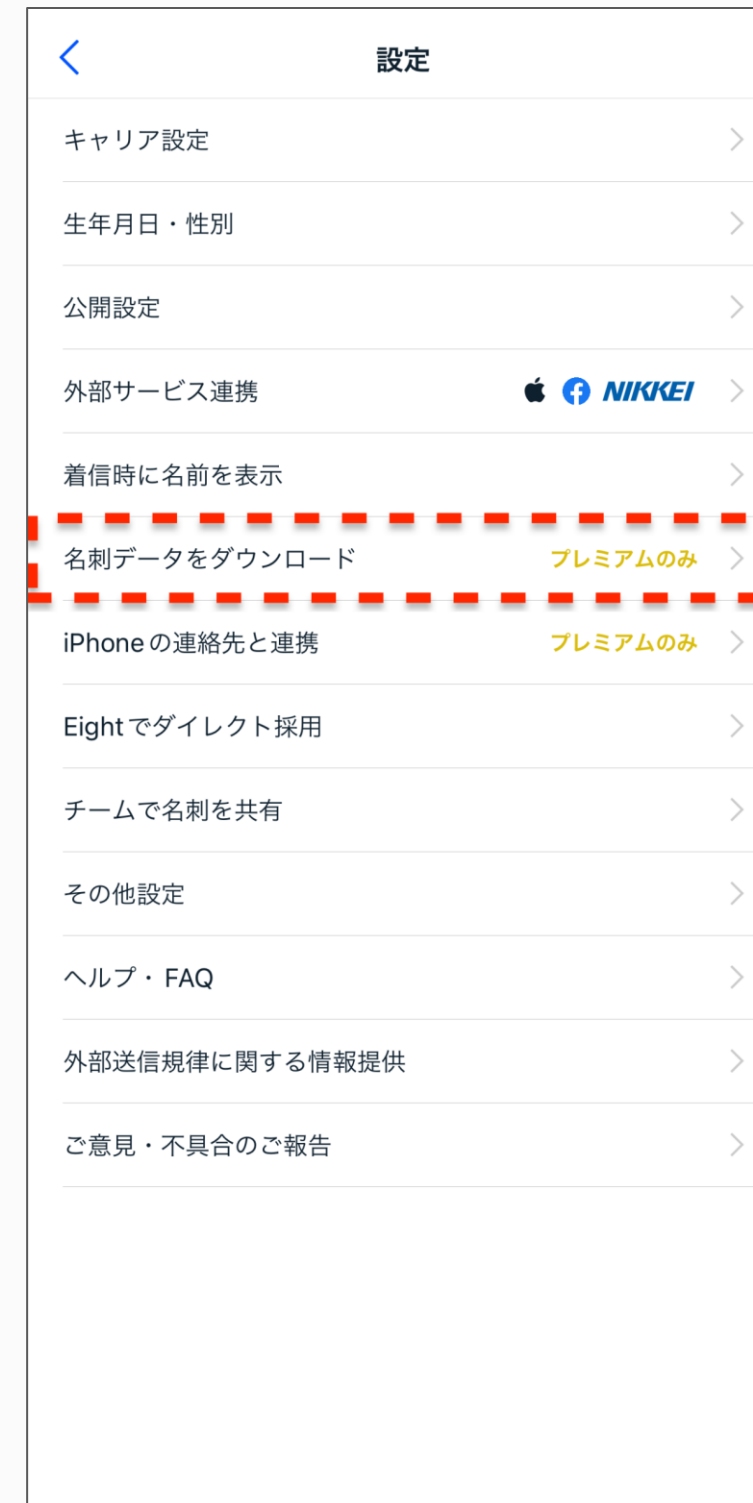 設定
キャリア設定
生年月日・性別
公開設定
外部サービス連携 NIKKEI
着信時に名前を表示
名刺データをダウンロード プレミアムのみ
iPhoneの連絡先と連携 プレミアムのみ
Eightでダイレクト採用
チームで名刺を共有
その他設定
ヘルプ・FAQ
外部送信規律に関する情報提供
ご意見・不具合のご報告